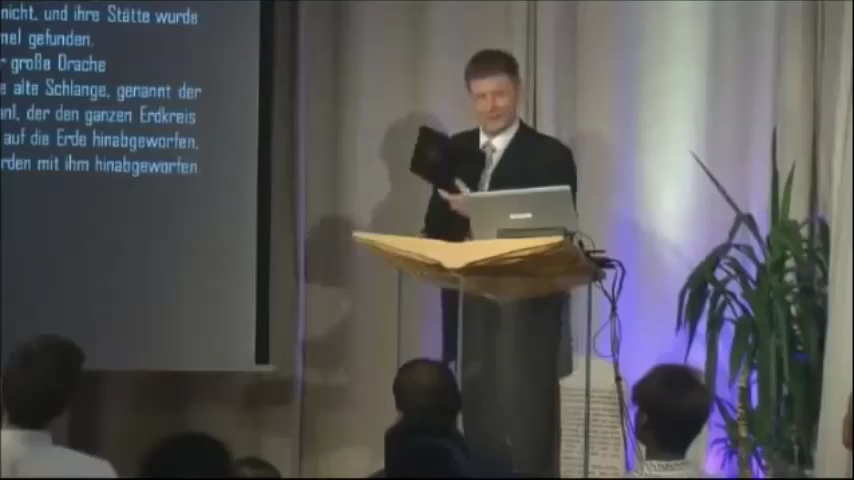 nicht, und ihre Stätte wurde
mel gefunden.
r große Drache
e alte Schlange, genannt der
anl, der den ganzen Erdkreis
auf die Erde hinabgeworfen,
rden mit ihm hinabgeworfen.